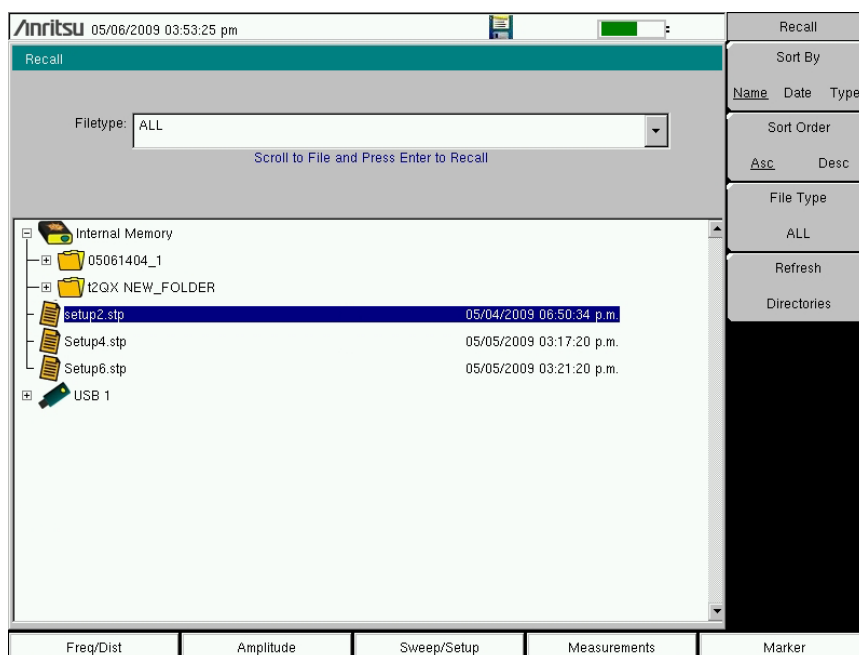 Anritsu 05/06/2009 03:53:25 pm
Recall
Filetype: ALL
Scroll to File and Press Enter to Recall
Internal Memory
05061404_1
t2QX NEW_FOLDER
setup2.stp 05/04/2009 06:50:34 p.m.
Setup4.stp 05/05/2009 03:17:20 p.m.
Setup6.stp 05/05/2009 03:21:20 p.m.
USB 1
Recall
Sort By
Name Date Type
Sort Order
Asc Desc
File Type
ALL
Refresh
Directories
Freq/Dist Amplitude Sweep/Setup Measurements Marker